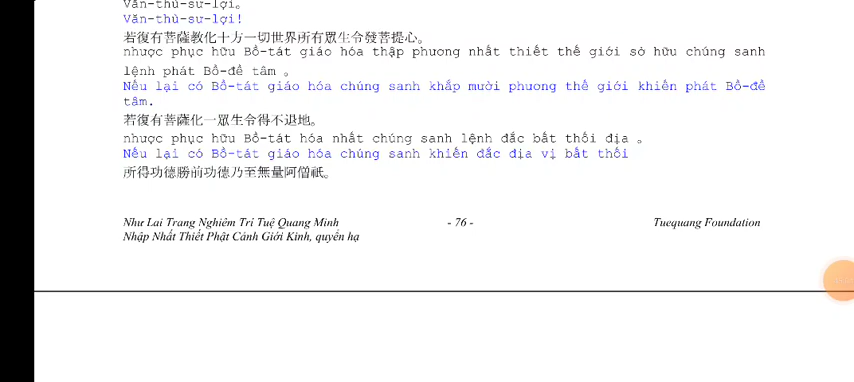 Văn-thù-sư-lợi。
Văn-thù-sư-lợi!
若復有菩薩教化十方一切世界所有眾生令發菩提心。
nhược phục hữu Bồ-tát giáo hóa thập phương nhất thiết thế giới sở hữu chúng sanh
lệnh phát Bồ-đề tâm 。
Nếu lại có Bồ-tát giáo hóa chúng sanh khắp mười phương thế giới khiến phát Bồ-đề
tâm.
若復有菩薩化一眾生令得不退地。
nhược phục hữu Bồ-tát hóa nhất chúng sanh lệnh đắc bất thối địa 。
Nếu lại có Bồ-tát giáo hóa chúng sanh khiến đắc địa vị bất thối
所得功德勝前功德乃至無量阿僧祇。
Như Lai Trang Nghiêm Trí Tuệ Quang Minh - 76 - Tuequang Foundation
Nhập Nhất Thiết Phật Cảnh Giới Kinh, quyển hạ